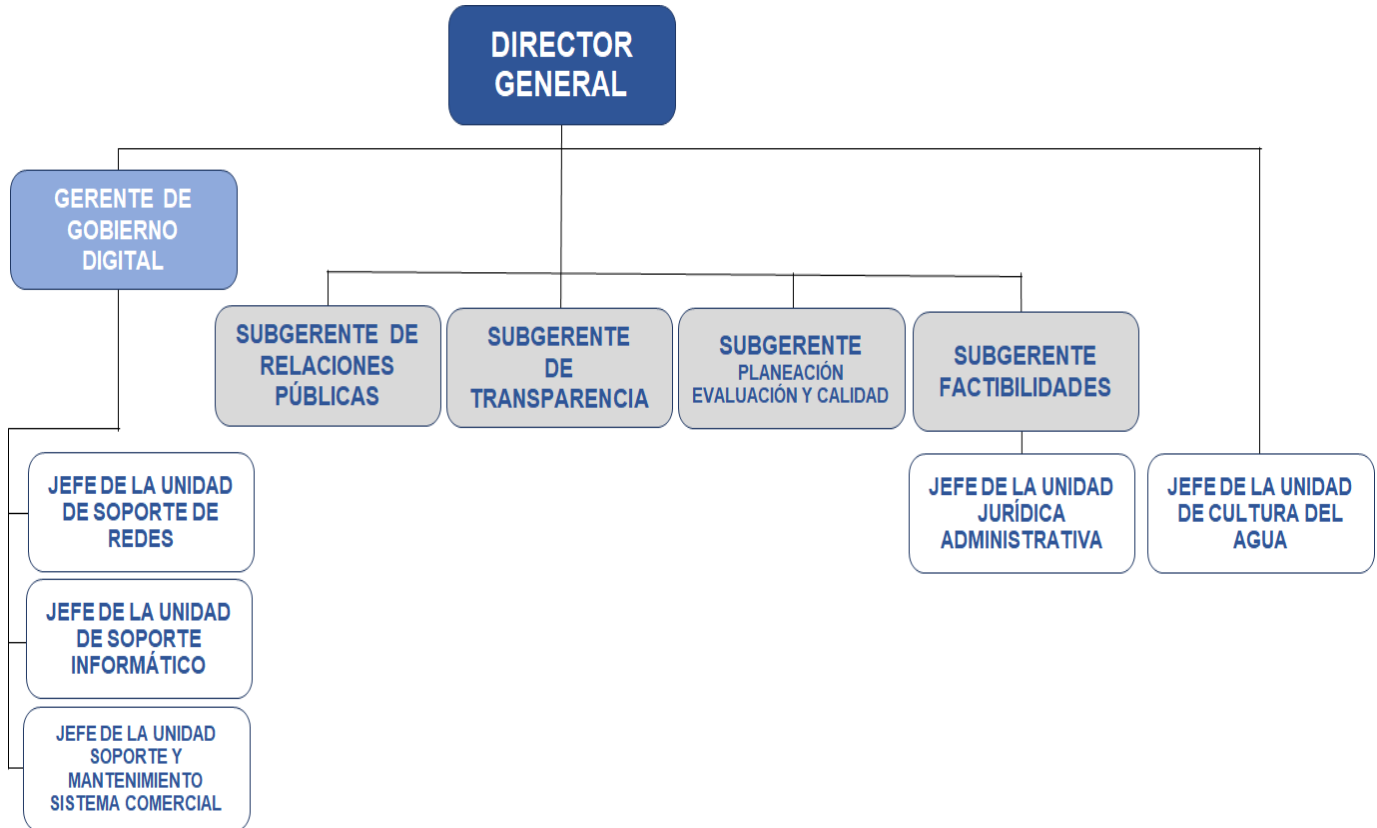 DIRECTOR
GENERAL
GERENTE DE
GOBIERNO
DIGITAL
SUBGERENTE DE
RELACIONES
PÚBLICAS
SUBGERENTE
DE
TRANSPARENCIA
SUBGERENTE
PLANEACIÓN
EVALUACIÓN Y CALIDAD
SUBGERENTE
FACTIBILIDADES
JEFE DE LA UNIDAD
DE SOPORTE DE
REDES
JEFE DE LA UNIDAD
JURÍDICA
ADMINISTRATIVA
JEFE DE LA UNIDAD
DE CULTURA DEL
AGUA
JEFE DE LA UNIDAD
DE SOPORTE
INFORMÁTICO
JEFE DE LA UNIDAD
SOPORTE Y
MANTENIMIENTO
SISTEMA COMERCIAL